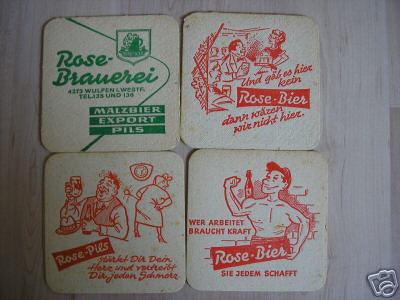 Rose-
Brauerei
4273 WULFEN I.WESTF.
TEL.:135 UND 136
MALZBIER
EXPORT
PILS
Und gäb es hier
kein
Rose-Bier
dann wären
wir nicht hier.
Rose-Pils
stärkt Dir Dein
Herz und vertreibt
Dir jeden Schmerz
WER ARBEITET
BRAUCHT KRAFT
Rose-Bier
SIE JEDEM SCHAFFT
eBay